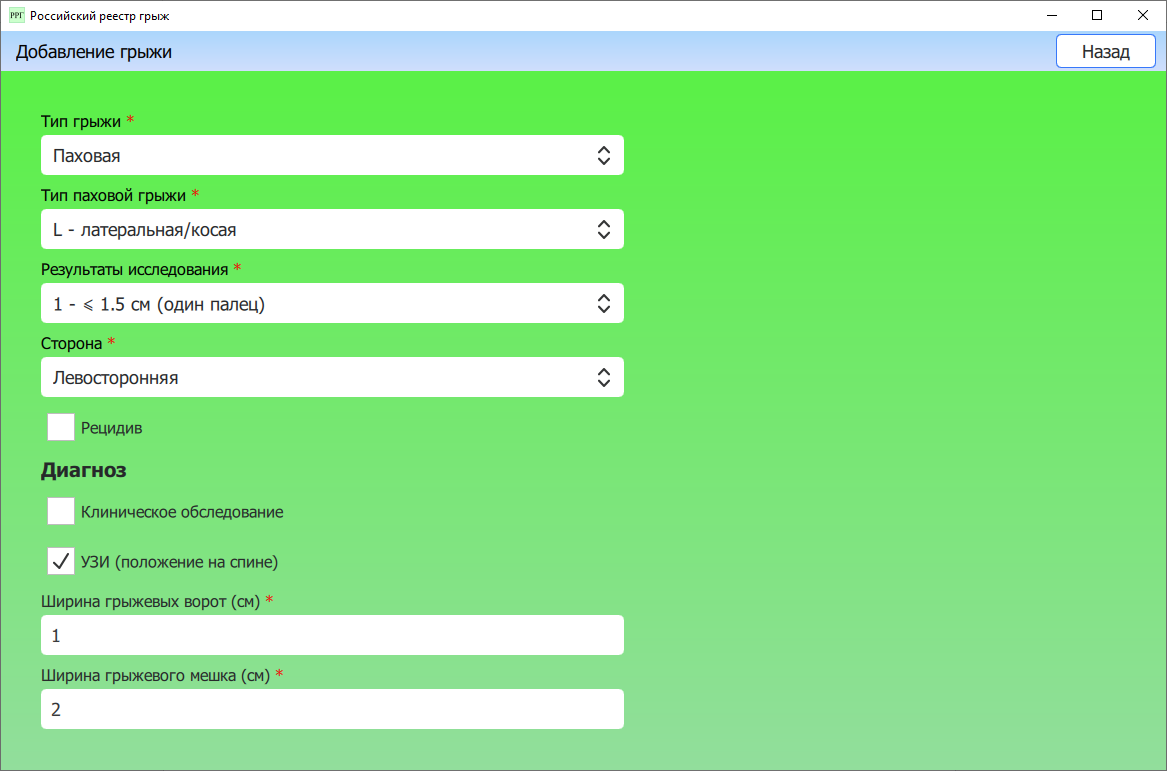 РРГ Российский реестр грыж
Добавление грыжи
Назад
Тип грыжи *
Паховая
Тип паховой грыжи *
L - латеральная/косая
Результаты исследования *
1 - ⩽ 1.5 см (один палец)
Сторона *
Левосторонняя
Рецидив
Диагноз
Клиническое обследование
УЗИ (положение на спине)
Ширина грыжевых ворот (см) *
1
Ширина грыжевого мешка (см) *
2